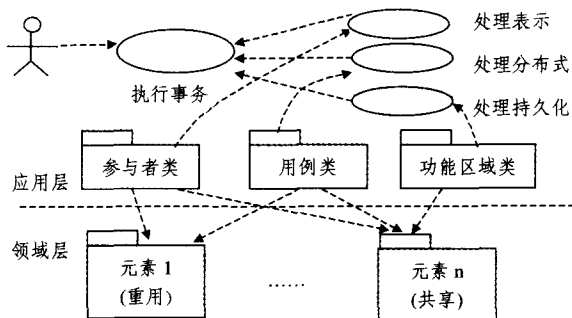 处理表示
处理分布式
执行事务
处理持久化
参与者类
用例类
功能区域类
应用层
领域层
元素 1
(重用)
……
元素 n
(共享)